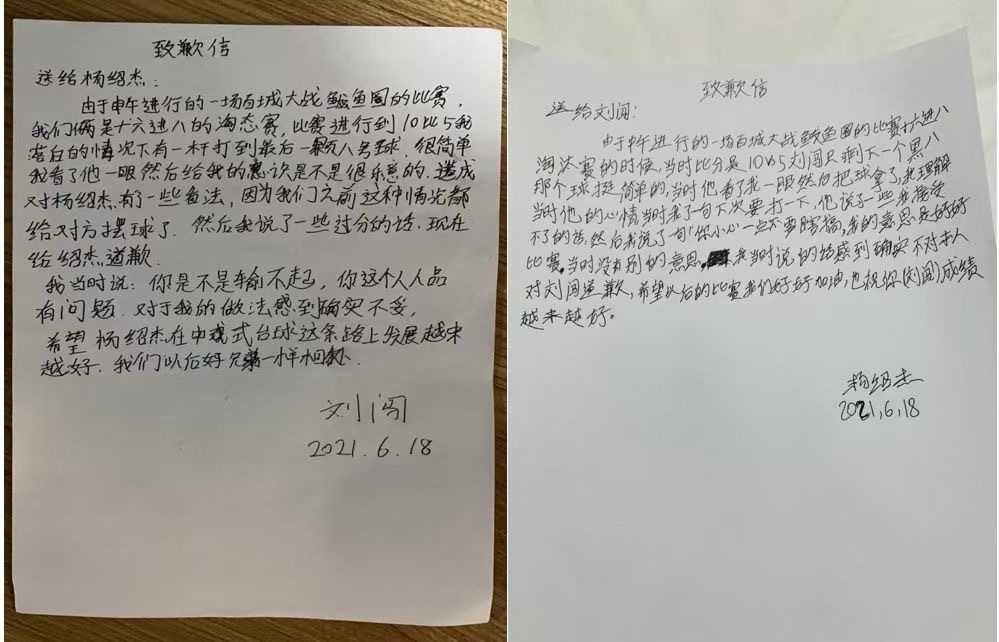 致歉信
送给杨绍杰：
由于中午进行的一场百城大战鲅鱼圈的比赛，
我们俩是十六进八的淘汰赛，比赛进行到10比5我
落后的情况下有一杆打到最后一颗八号球，很简单
我看了他一眼然后给我的意识是不是很乐意的，造成
对杨绍杰有了一些看法，因为我们之前这种情况都
给对方摆球了，然后我说了一些过分的话，现在
给绍杰道歉
我当时说：你是不是输不起，你这个人人品
有问题，对于我的做法感到确实不妥，
希望杨绍杰在中式台球这条路上发展越来
越好，我们以后好兄弟一样相处
刘闯
2021.6.18
致歉信
送给刘闯：
由于中午进行的一场百城大战鲅鱼圈的比赛十六进八
淘汰赛的时候，当时比分是10比5刘闯只剩下一个黑八
那个球挺简单的，当时他看了我一眼然后把球拿了，我理解
当时他的心情当时我了句下次要打一下，他说了一些我接受
不了的话，然后我说了句「你小心」一点不要瞎搞，我的意思是好好
比赛，当时没有别的意思，我当时说的话感到确实不对本人
对刘闯道歉，希望以后的比赛我们好好加油，也祝你(刘闯)成绩
越来越好。
杨绍杰
2021,6,18